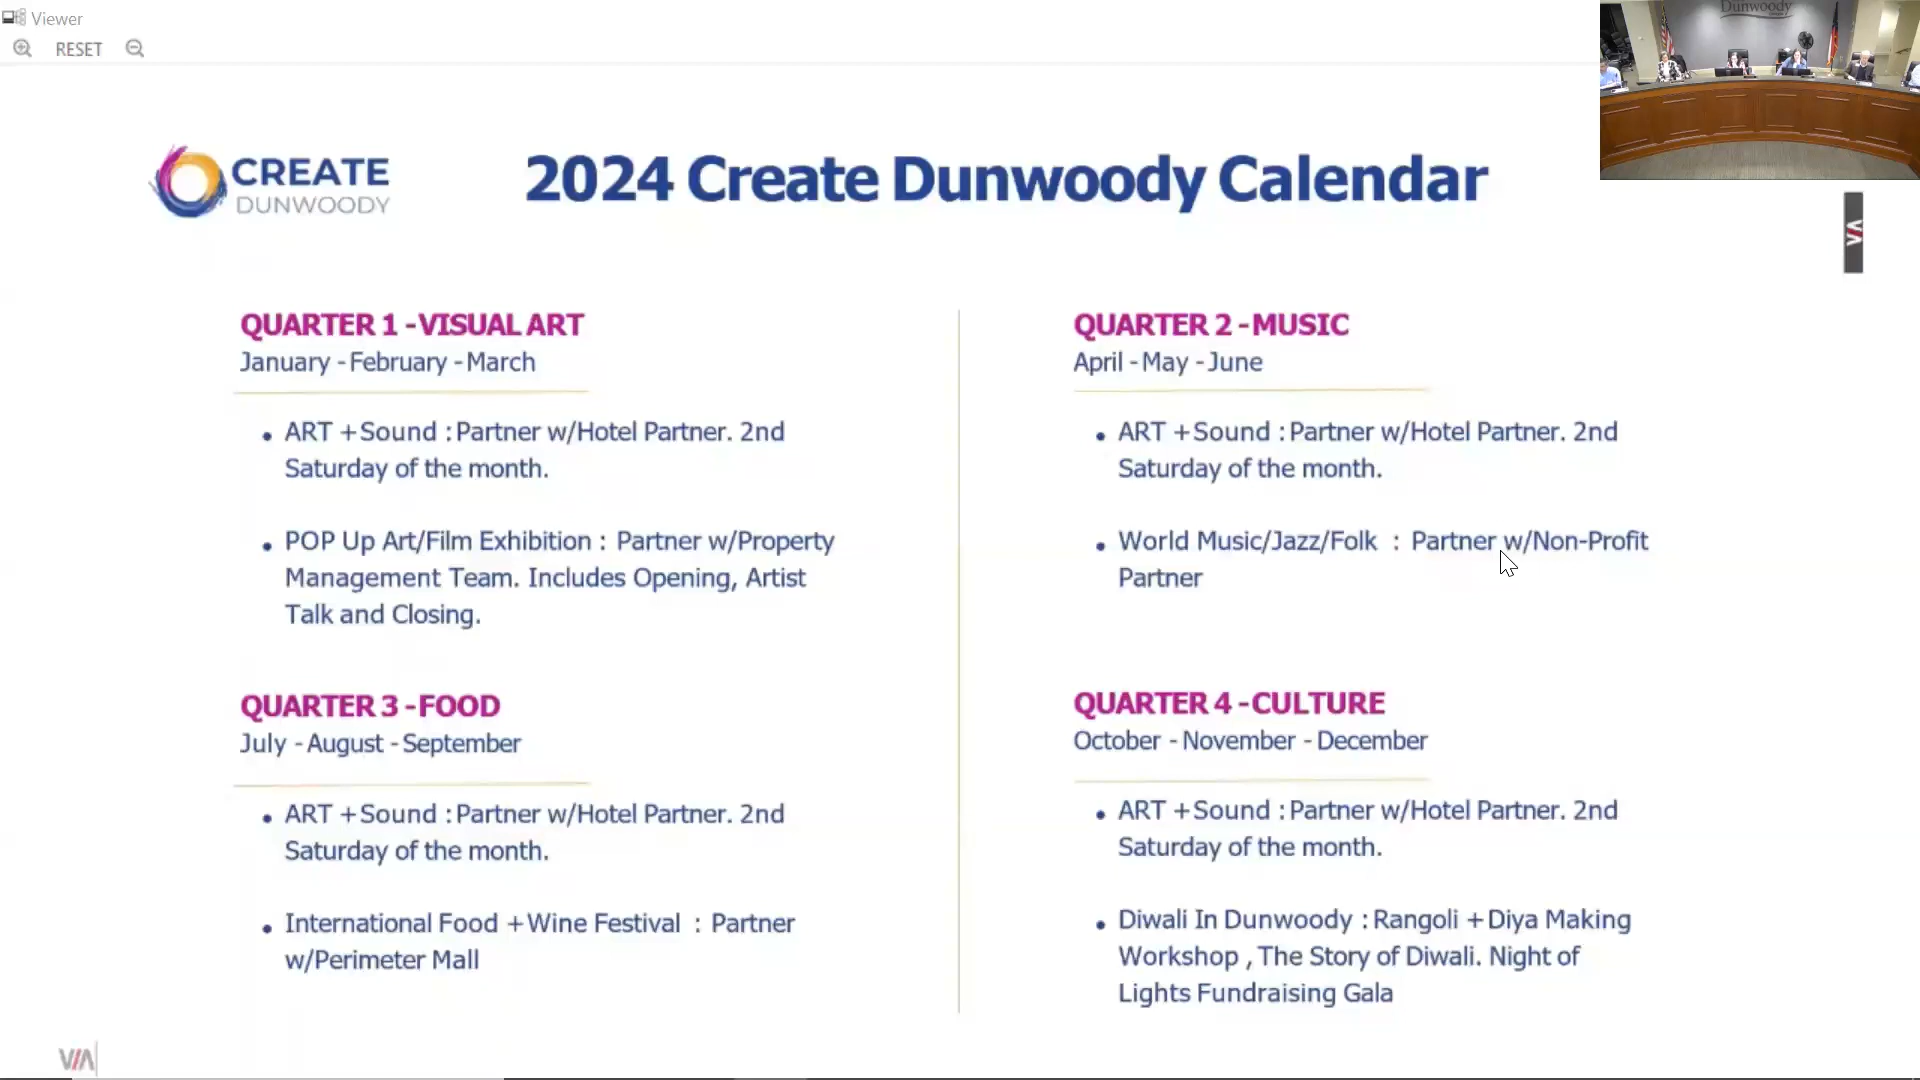 Viewer
RESET
Dunwoody
CREATE
DUNWOODY
2024 Create Dunwoody Calendar
VIA
QUARTER 1 - VISUAL ART
January - February - March
• ART + Sound : Partner w/Hotel Partner. 2nd
Saturday of the month.
• POP Up Art/Film Exhibition : Partner w/Property
Management Team. Includes Opening, Artist
Talk and Closing.
QUARTER 2 - MUSIC
April - May - June
• ART + Sound : Partner w/Hotel Partner. 2nd
Saturday of the month.
• World Music/Jazz/Folk : Partner w/Non-Profit
Partner
QUARTER 3 - FOOD
July - August - September
• ART + Sound : Partner w/Hotel Partner. 2nd
Saturday of the month.
• International Food + Wine Festival : Partner
w/Perimeter Mall
QUARTER 4 - CULTURE
October - November - December
• ART + Sound : Partner w/Hotel Partner. 2nd
Saturday of the month.
• Diwali In Dunwoody : Rangoli + Diya Making
Workshop , The Story of Diwali. Night of
Lights Fundraising Gala
VIA